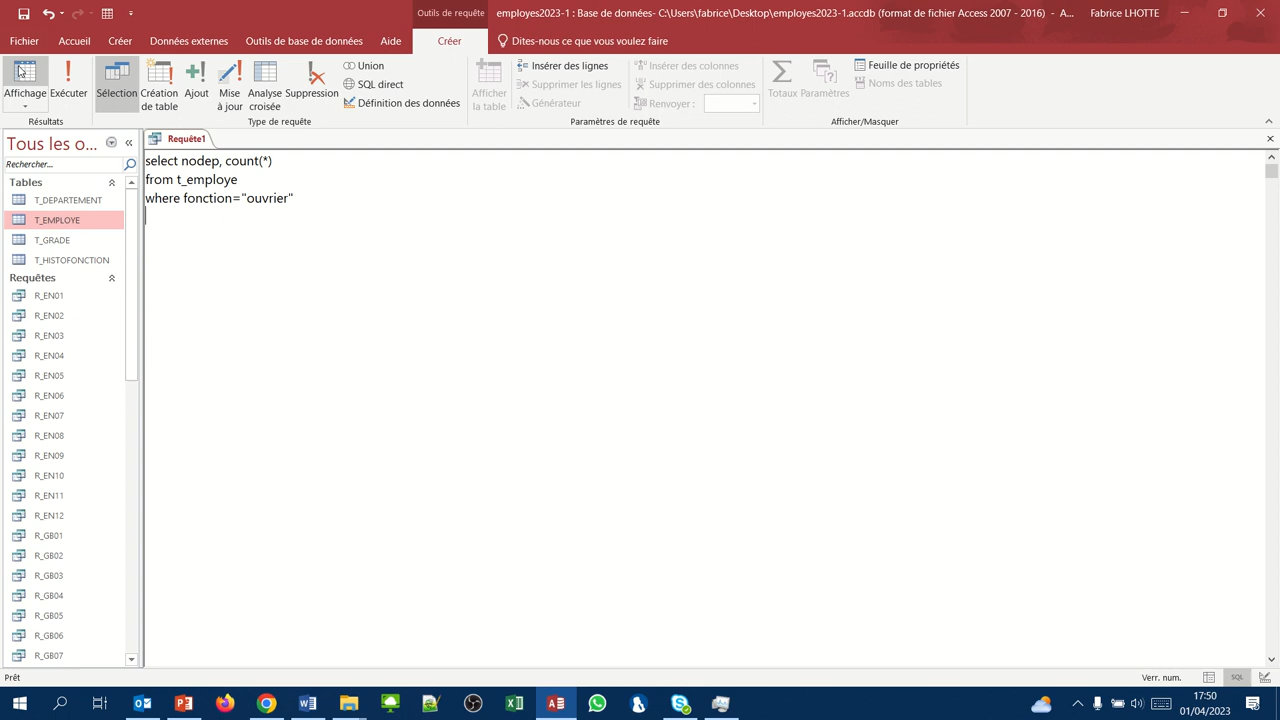 Outils de requête
employes2023-1 : Base de données- C:\Users\fabrice\Desktop\employes2023-1.accdb (format de fichier Access 2007 - 2016) - A...
Fabrice LHOTTE
Fichier
Accueil
Créer
Données externes
Outils de base de données
Aide
Créer
Dites-nous ce que vous voulez faire
Affichage
Exécuter
Sélection
Création
de table
Ajout
Mise
à jour
Analyse
croisée
Suppression
Union
SQL direct
Définition des données
Afficher
la table
Insérer des lignes
Supprimer les lignes
Générateur
Insérer des colonnes
Supprimer des colonnes
Renvoyer :
Totaux
Paramètres
Feuille de propriétés
Noms des tables
Résultats
Type de requête
Paramètres de requête
Afficher/Masquer
Tous les o...
Rechercher...
Tables
T_DEPARTEMENT
T_EMPLOYE
T_GRADE
T_HISTOFONCTION
Requêtes
R_EN01
R_EN02
R_EN03
R_EN04
R_EN05
R_EN06
R_EN07
R_EN08
R_EN09
R_EN10
R_EN11
R_EN12
R_GB01
R_GB02
R_GB03
R_GB04
R_GB05
R_GB06
R_GB07
Requête1
select nodep, count(*)
from t_employe
where fonction="ouvrier"
Prêt
Verr. num.
SQL
17:50
01/04/2023